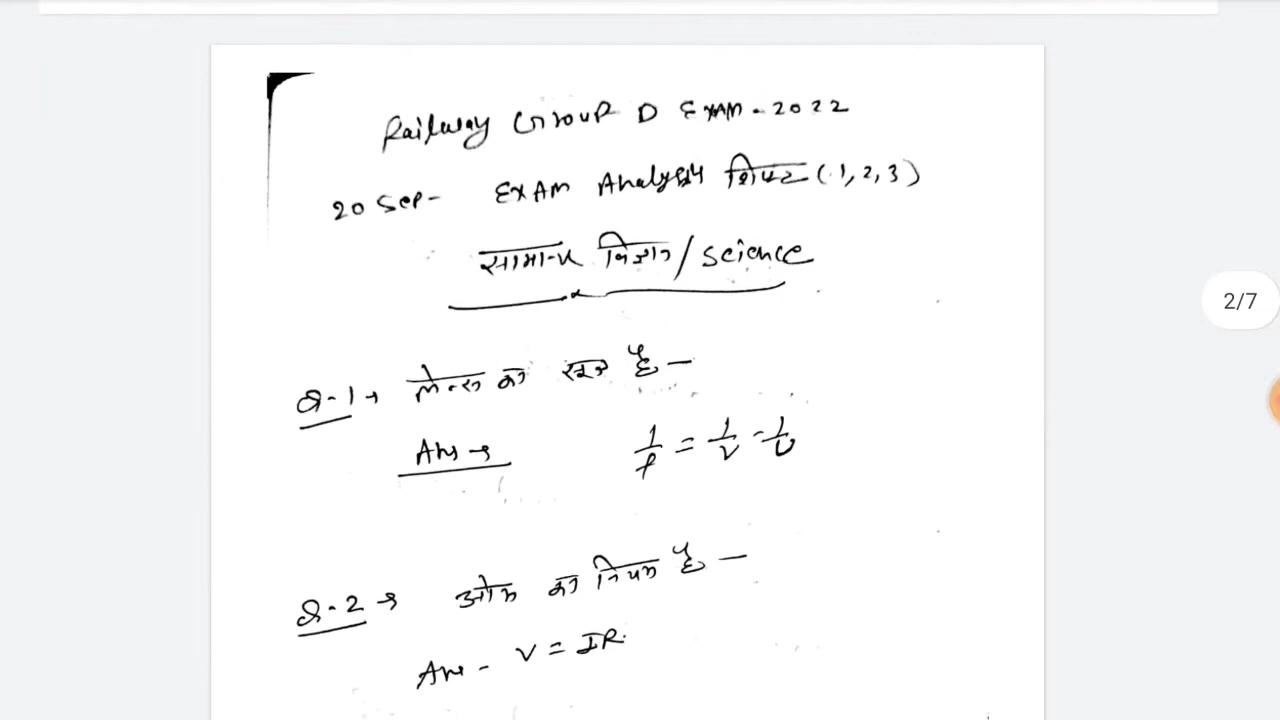 Railway Group D Exam - 2022
20 Sep - Exam Analysis शिफ्ट (1,2,3)
सामान्य विज्ञान / Science
Q-1→ लेन्स का सूत्र है —
Ans → 1/f = 1/v - 1/u
Q-2→ ओम का नियम है —
Ans - V = IR.
2/7